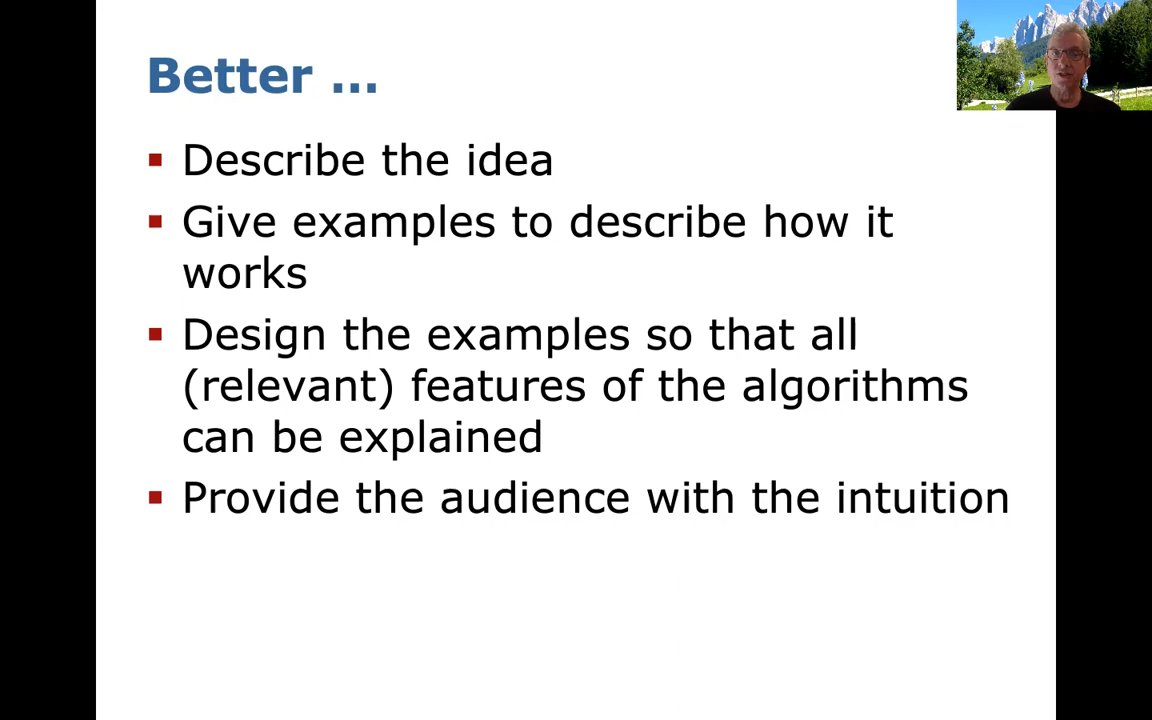 Better ...
Describe the idea
Give examples to describe how it
works
Design the examples so that all
(relevant) features of the algorithms
can be explained
Provide the audience with the intuition